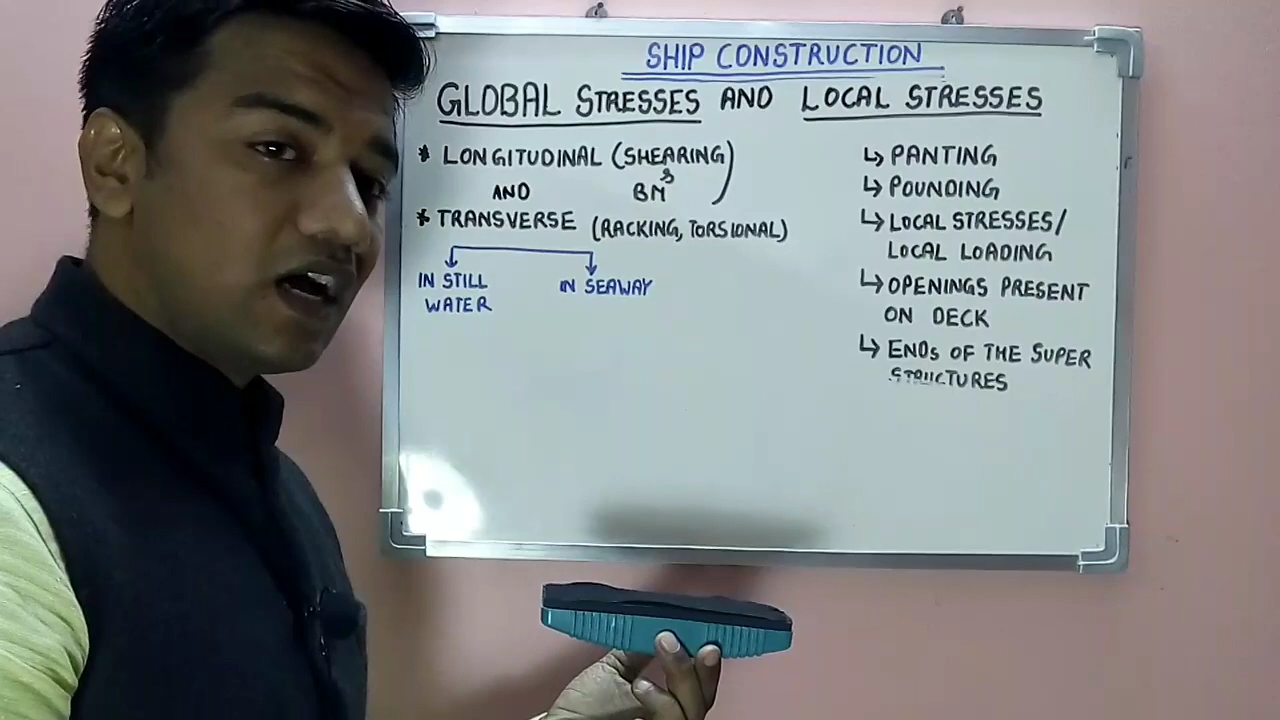 SHIP CONSTRUCTION
GLOBAL STRESSES AND LOCAL STRESSES
* LONGITUDINAL (SHEARING)
AND BMs
* TRANSVERSE (RACKING, TORSIONAL)
IN STILL
WATER
IN SEAWAY
↳ PANTING
↳ POUNDING
↳ LOCAL STRESSES/
LOCAL LOADING
↳ OPENINGS PRESENT
ON DECK
↳ ENDs OF THE SUPER
STRUCTURES